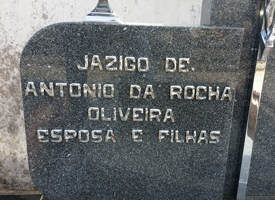 JAZIGO DE
ANTONIO DA ROCHA
OLIVEIRA
ESPOSA E FILHAS